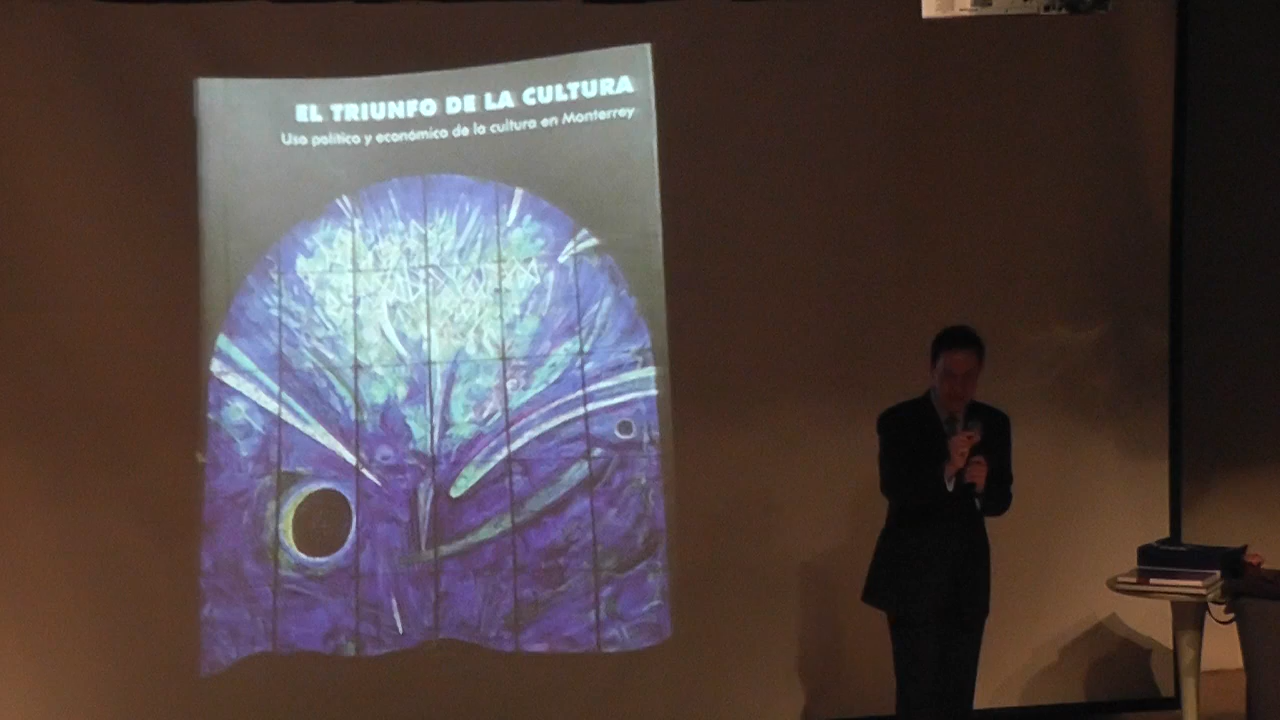 EL TRIUNFO DE LA CULTURA
Uso político y económico de la cultura en Monterrey